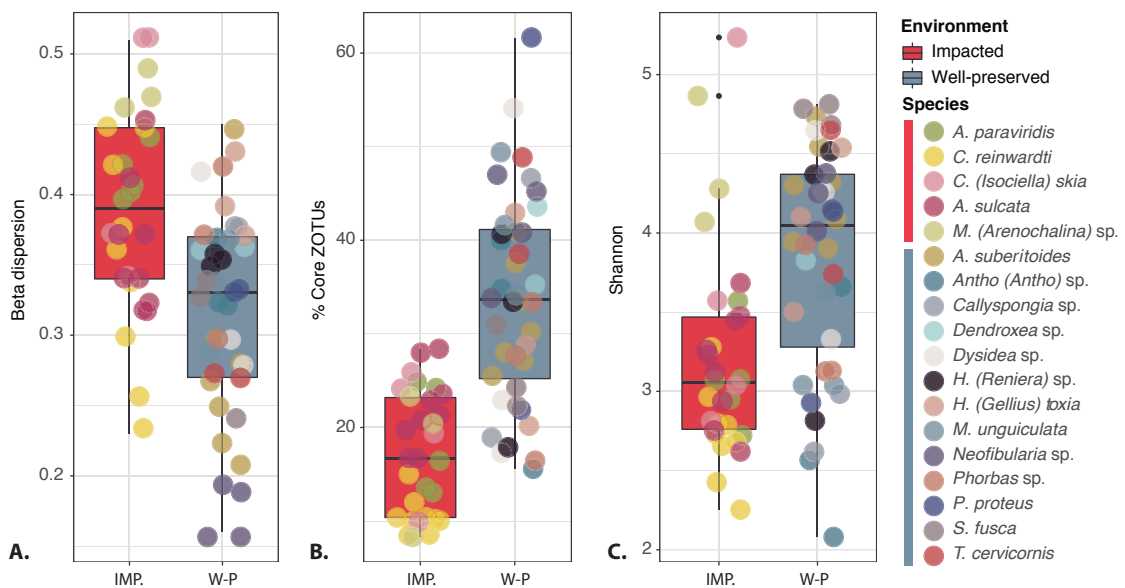 Beta dispersion
0.5
0.4
0.3
0.2
A.
IMP.
W-P
% Core ZOTUs
60
40
20
B.
IMP.
W-P
Shannon
5
4
3
2
C.
IMP.
W-P
Environment
Impacted
Well-preserved
Species
A. paraviridis
C. reinwardti
C. (Isociella) skia
A. sulcata
M. (Arenochalina) sp.
A. suberitoides
Antho (Antho) sp.
Callyspongia sp.
Dendroxea sp.
Dysidea sp.
H. (Reniera) sp.
H. (Gellius) toxia
M. unguiculata
Neofibularia sp.
Phorbas sp.
P. proteus
S. fusca
T. cervicornis